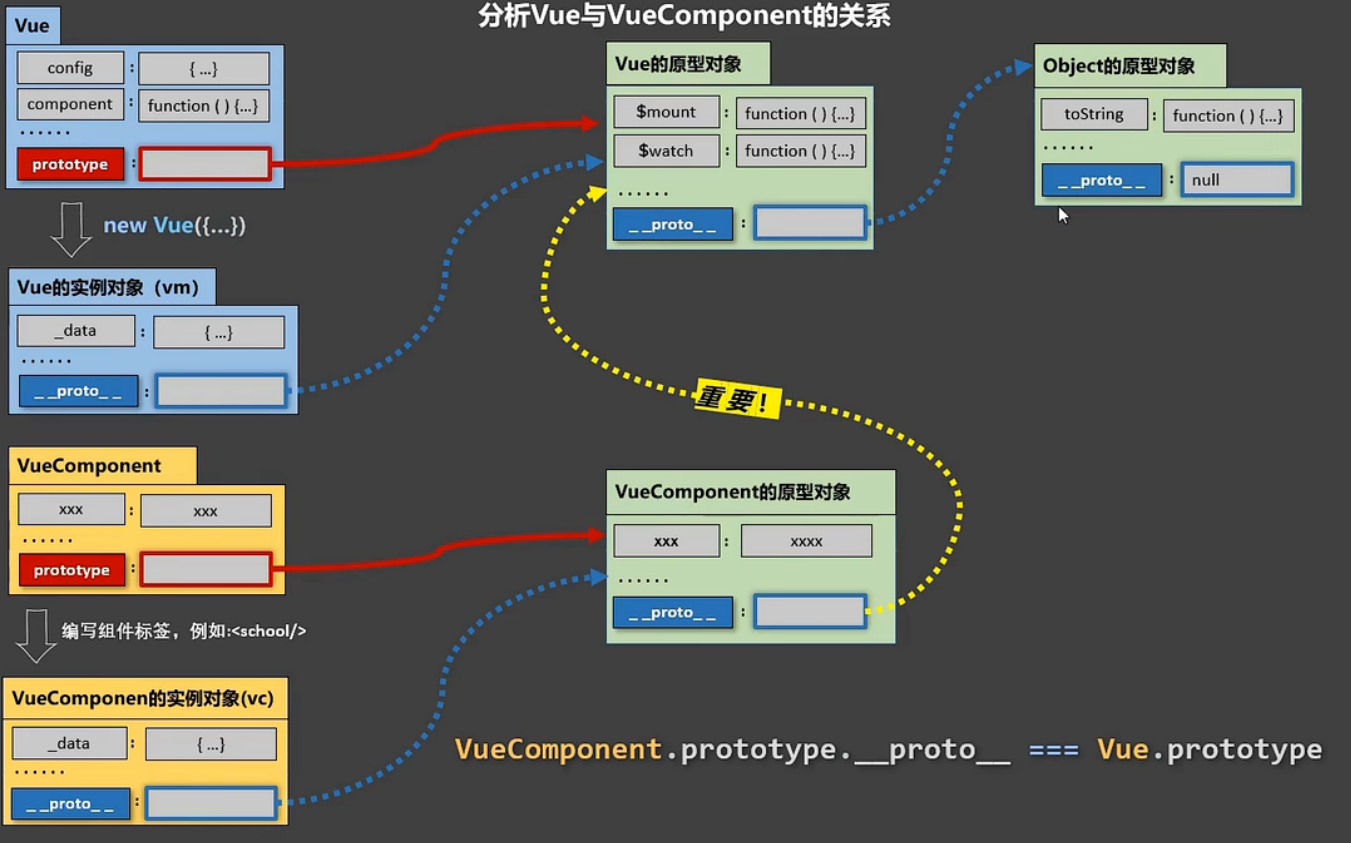 分析Vue与VueComponent的关系
Vue
config : { ...}
component : function ( ) {...}
......
prototype :
new Vue({...})
Vue的实例对象（vm）
_data : { ...}
......
_ _proto_ _ :
Vue的原型对象
$mount : function ( ) {...}
$watch : function ( ) {...}
......
_ _proto_ _ :
Object的原型对象
toString : function ( ) {...}
......
_ _proto_ _ : null
重要！
VueComponent
xxx : xxx
......
prototype :
编写组件标签，例如:<school/>
VueComponen的实例对象(vc)
_data : { ...}
......
_ _proto_ _ :
VueComponent的原型对象
xxx : xxxx
......
_ _proto_ _ :
VueComponent.prototype.__proto__ === Vue.prototype